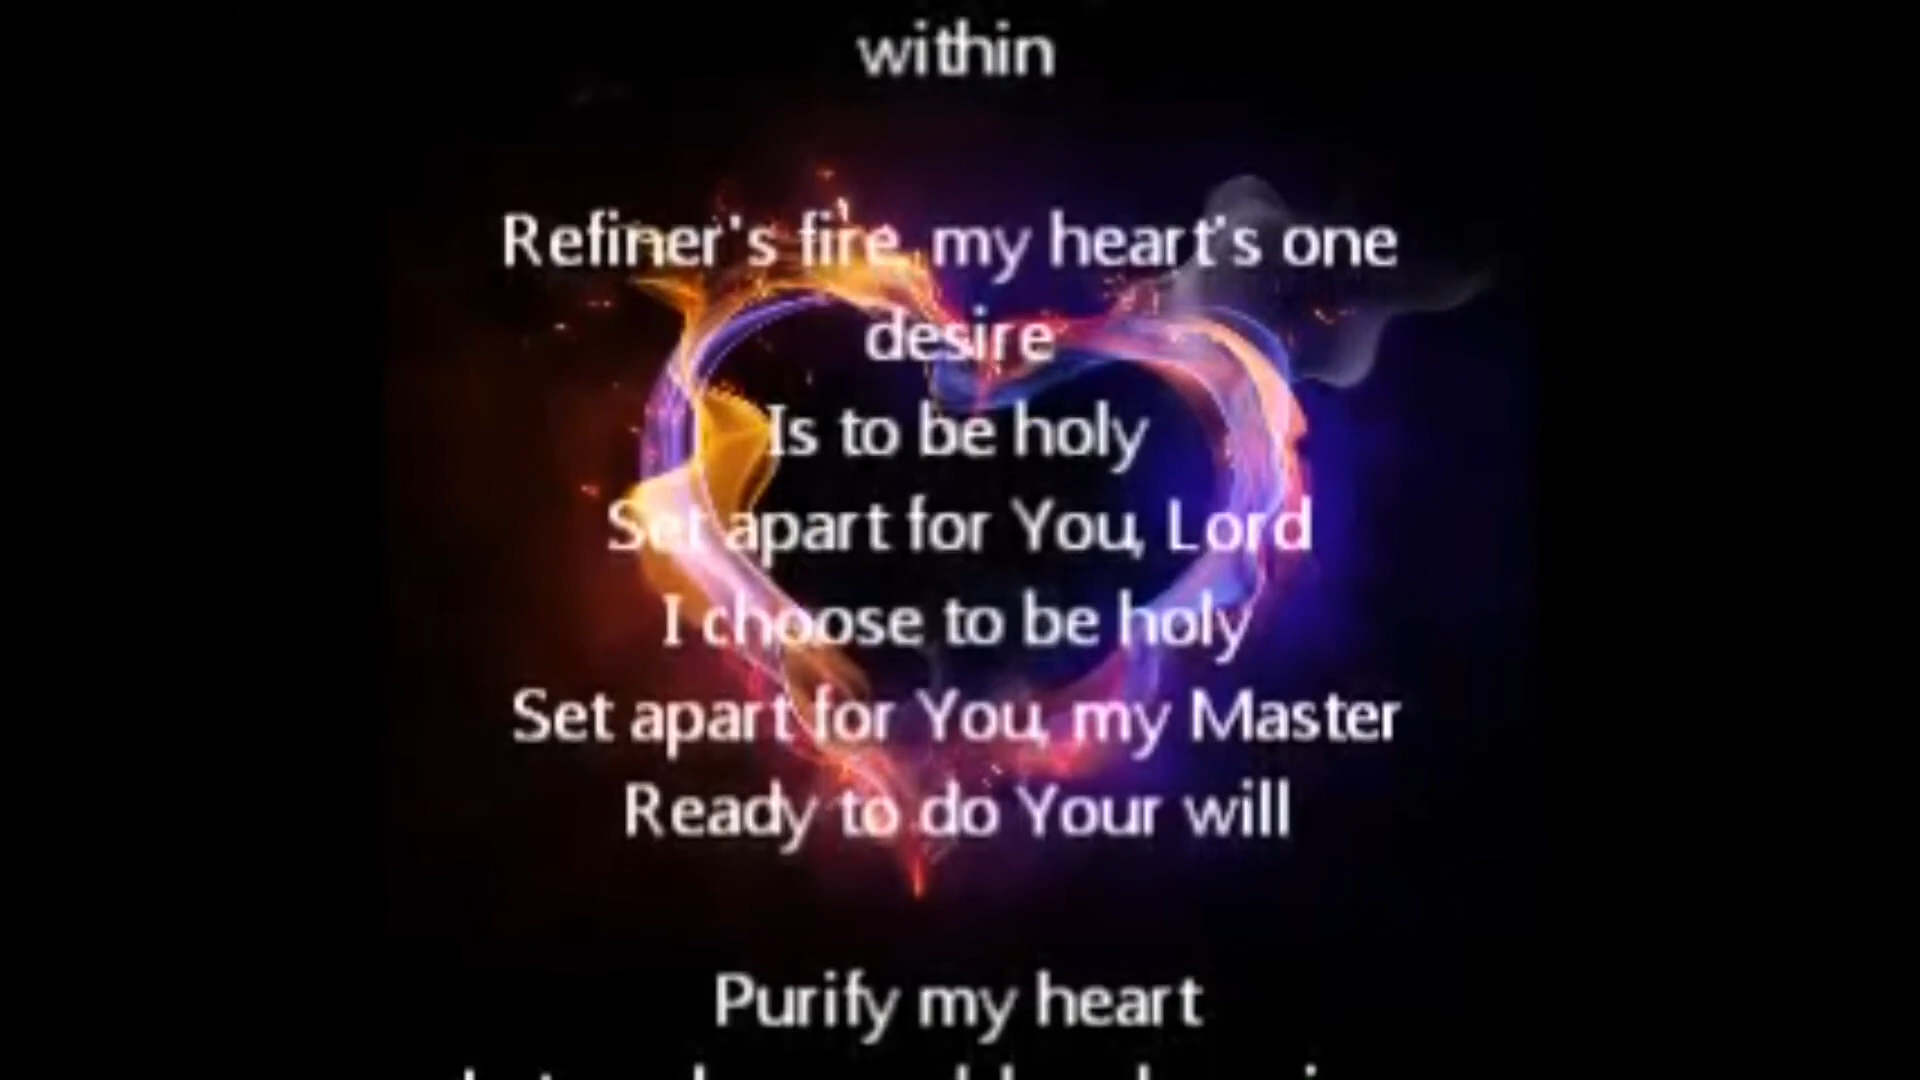 within
Refiner's fire, my heart's one
desire
Is to be holy
Set apart for You, Lord
I choose to be holy
Set apart for You, my Master
Ready to do Your will
Purify my heart